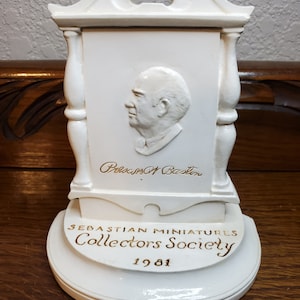 Prescott Baston
SEBASTIAN MINIATURES
Collectors Society
1981